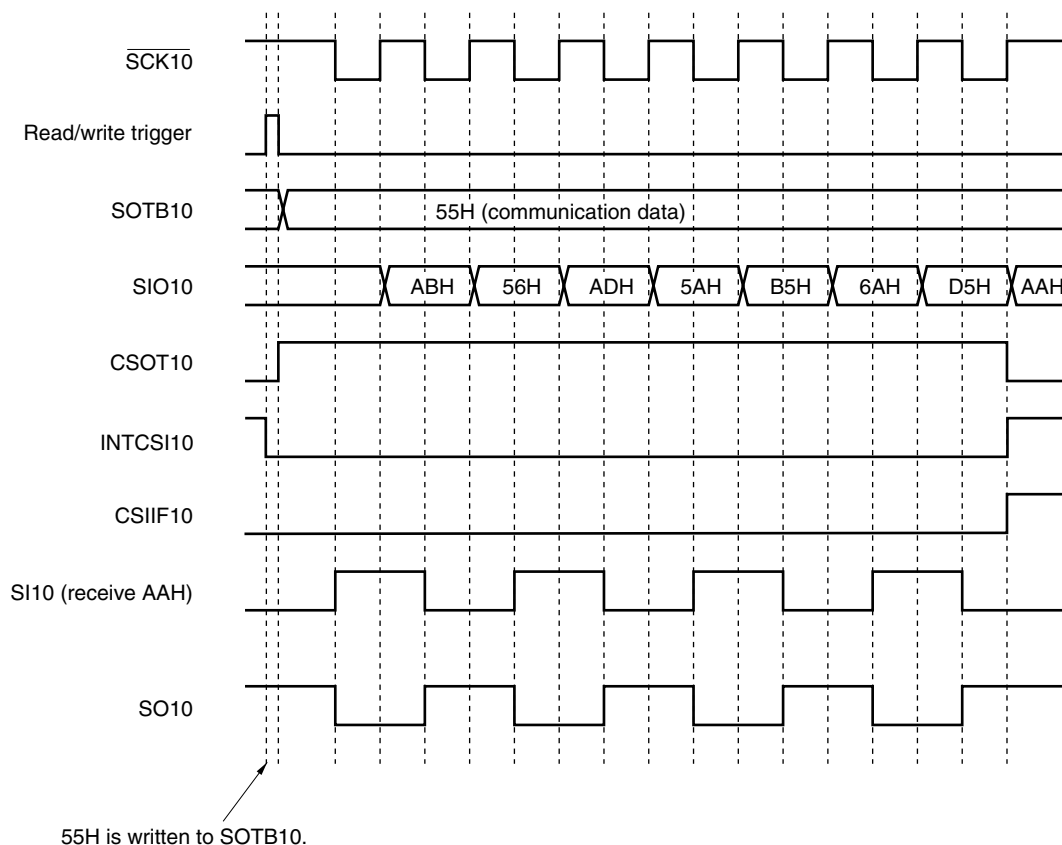 SCK10
Read/write trigger
SOTB10
55H (communication data)
SIO10
ABH 56H ADH 5AH B5H 6AH D5H AAH
CSOT10
INTCSI10
CSIIF10
SI10 (receive AAH)
SO10
55H is written to SOTB10.